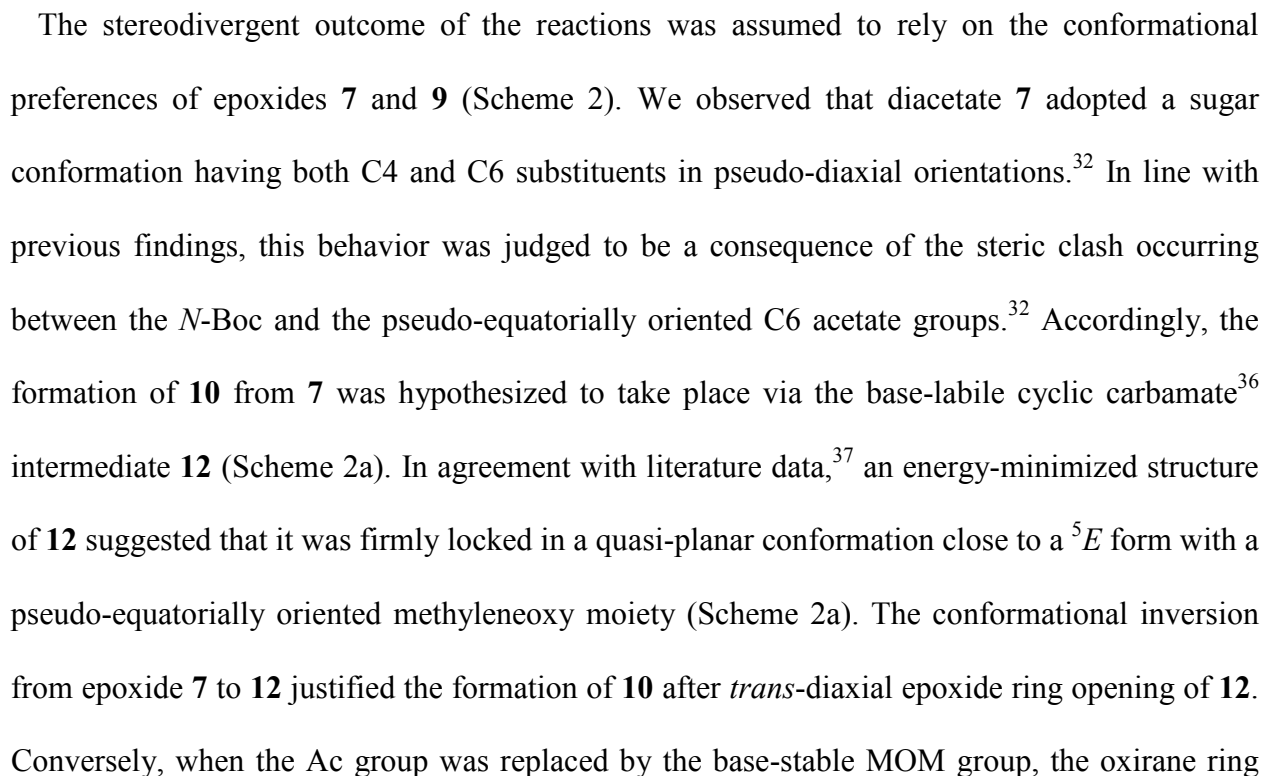 The stereodivergent outcome of the reactions was assumed to rely on the conformational
preferences of epoxides 7 and 9 (Scheme 2). We observed that diacetate 7 adopted a sugar
conformation having both C4 and C6 substituents in pseudo-diaxial orientations.32 In line with
previous findings, this behavior was judged to be a consequence of the steric clash occurring
between the N-Boc and the pseudo-equatorially oriented C6 acetate groups.32 Accordingly, the
formation of 10 from 7 was hypothesized to take place via the base-labile cyclic carbamate36
intermediate 12 (Scheme 2a). In agreement with literature data,37 an energy-minimized structure
of 12 suggested that it was firmly locked in a quasi-planar conformation close to a 5E form with a
pseudo-equatorially oriented methyleneoxy moiety (Scheme 2a). The conformational inversion
from epoxide 7 to 12 justified the formation of 10 after trans-diaxial epoxide ring opening of 12.
Conversely, when the Ac group was replaced by the base-stable MOM group, the oxirane ring